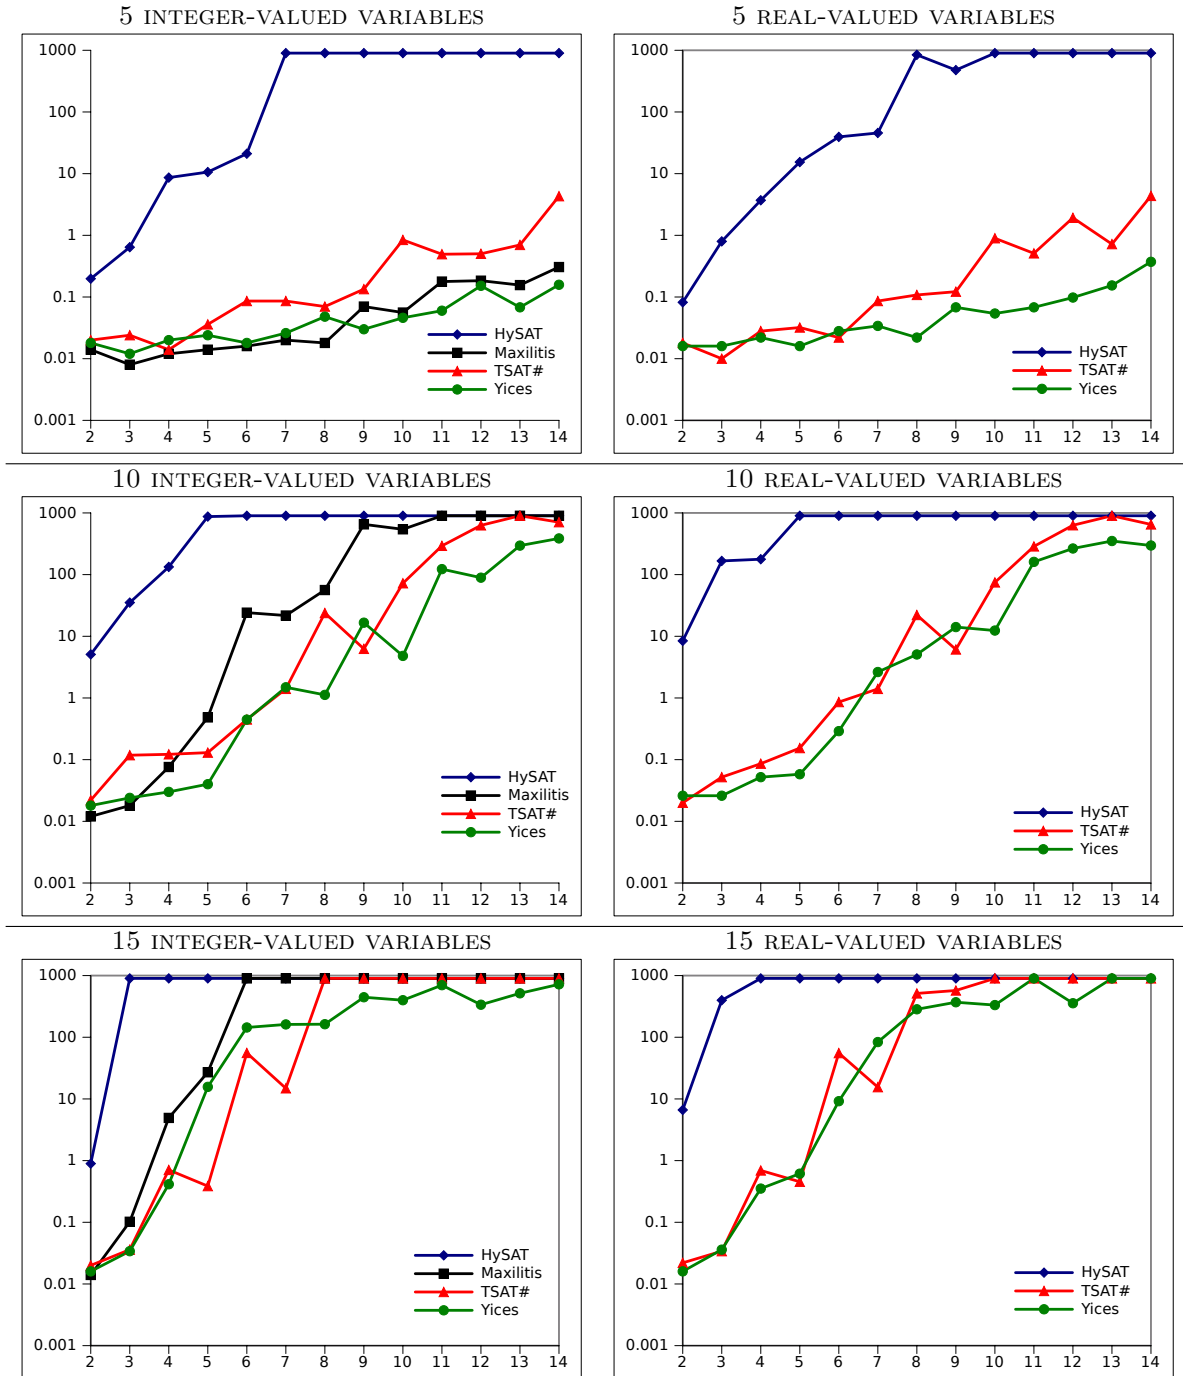 5 INTEGER-VALUED VARIABLES
1000
100
10
1
0.1
0.01
0.001
2 3 4 5 6 7 8 9 10 11 12 13 14
HySAT
Maxilitis
TSAT#
Yices
5 REAL-VALUED VARIABLES
1000
100
10
1
0.1
0.01
0.001
2 3 4 5 6 7 8 9 10 11 12 13 14
HySAT
TSAT#
Yices
10 INTEGER-VALUED VARIABLES
1000
100
10
1
0.1
0.01
0.001
2 3 4 5 6 7 8 9 10 11 12 13 14
HySAT
Maxilitis
TSAT#
Yices
10 REAL-VALUED VARIABLES
1000
100
10
1
0.1
0.01
0.001
2 3 4 5 6 7 8 9 10 11 12 13 14
HySAT
TSAT#
Yices
15 INTEGER-VALUED VARIABLES
1000
100
10
1
0.1
0.01
0.001
2 3 4 5 6 7 8 9 10 11 12 13 14
HySAT
Maxilitis
TSAT#
Yices
15 REAL-VALUED VARIABLES
1000
100
10
1
0.1
0.01
0.001
2 3 4 5 6 7 8 9 10 11 12 13 14
HySAT
TSAT#
Yices